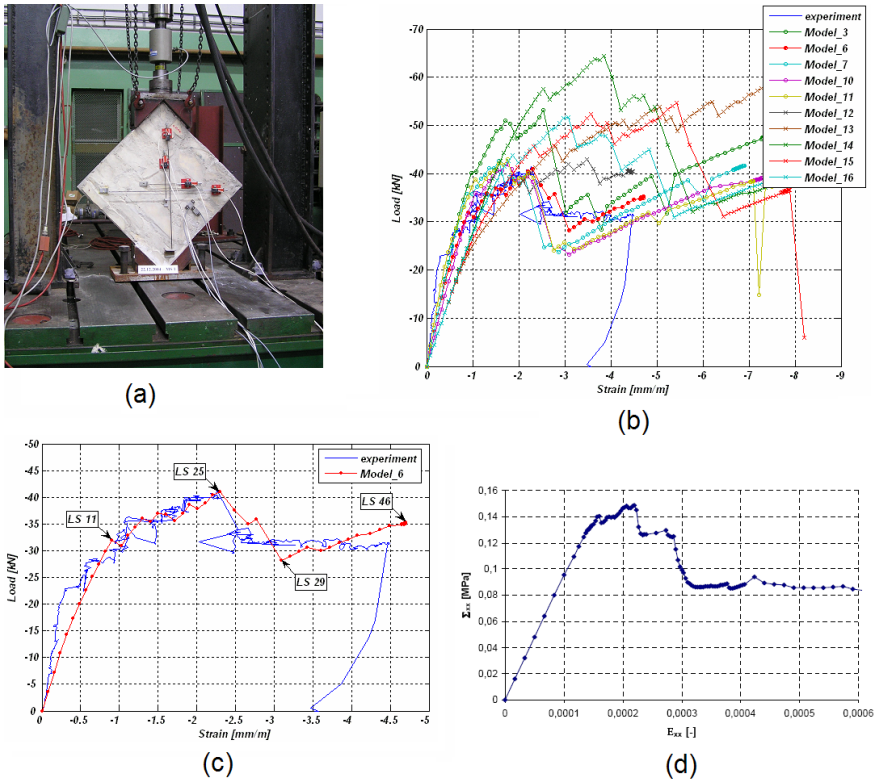 22.12.2004
(a)
-70
-60
-50
-40
-30
-20
-10
0
Load [kN]
0 -1 -2 -3 -4 -5 -6 -7 -8 -9
Strain [mm/m]
experiment
Model_3
Model_6
Model_7
Model_10
Model_11
Model_12
Model_13
Model_14
Model_15
Model_16
(b)
-50
-45
-40
-35
-30
-25
-20
-15
-10
-5
0
Load [kN]
0 -0.5 -1 -1.5 -2 -2.5 -3 -3.5 -4 -4.5 -5
Strain [mm/m]
LS 11
LS 25
LS 29
LS 46
experiment
Model_6
(c)
0,16
0,14
0,12
0,1
0,08
0,06
0,04
0,02
0
Σxx [MPa]
0 0,0001 0,0002 0,0003 0,0004 0,0005 0,0006
Exx [-]
(d)